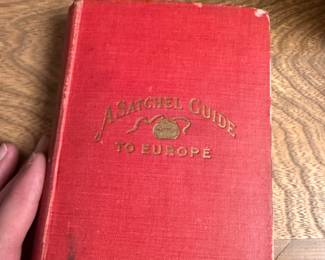 A SATCHEL GUIDE
TO EUROPE